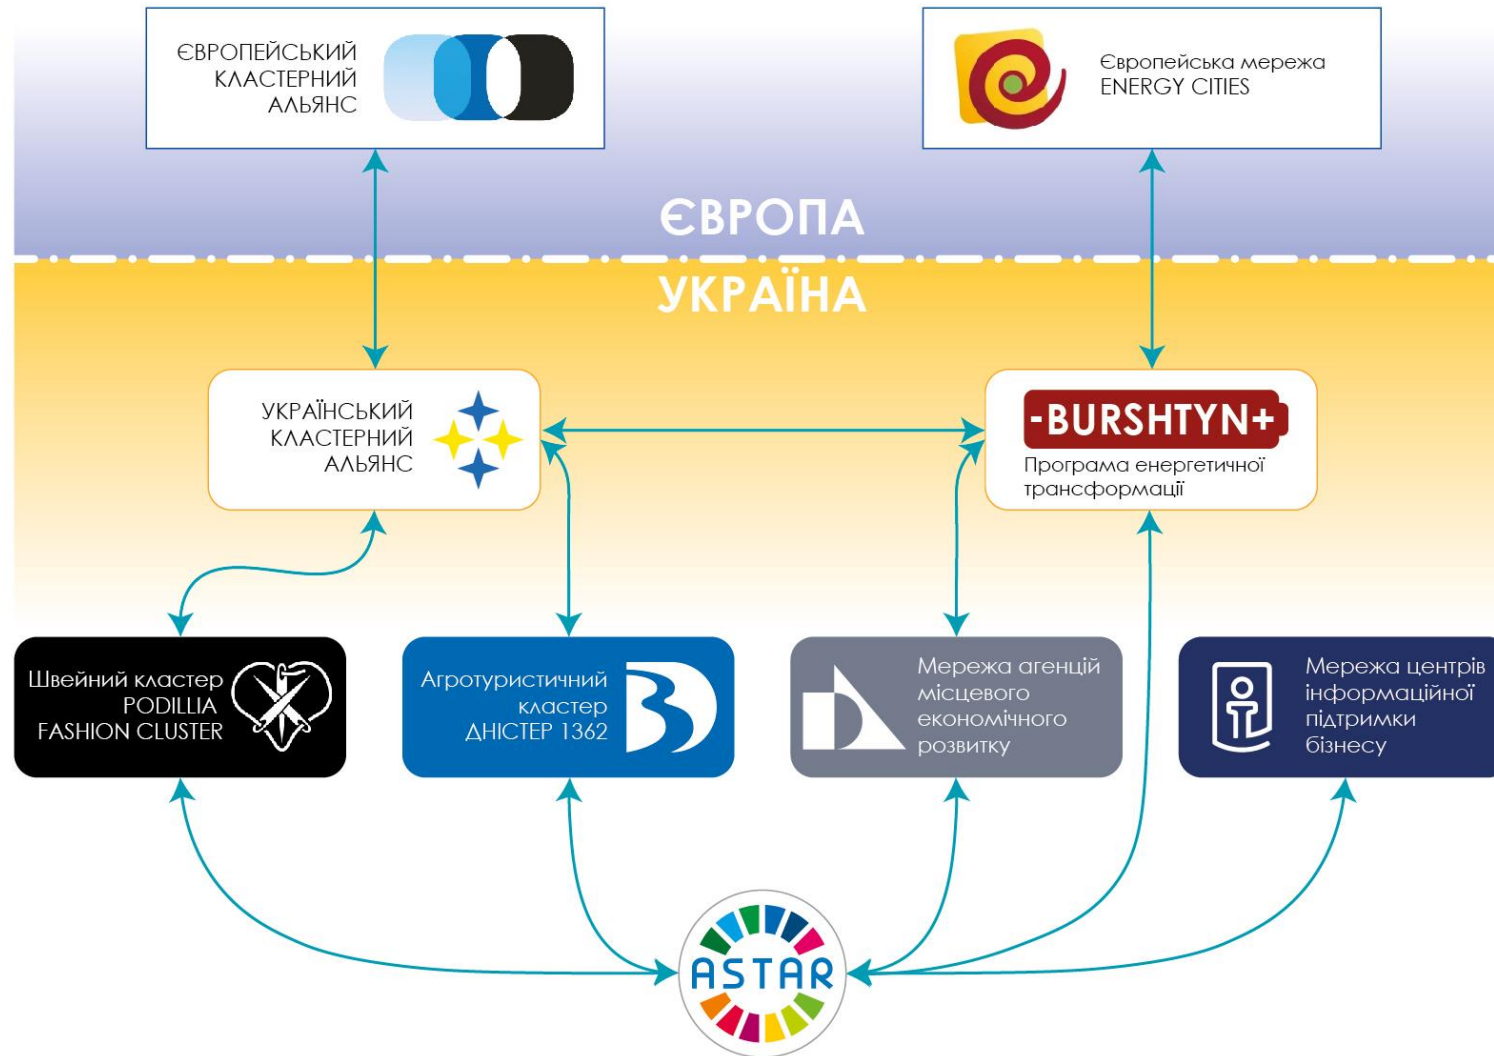 ЄВРОПЕЙСЬКИЙ
КЛАСТЕРНИЙ
АЛЬЯНС
Європейська мережа
ENERGY CITIES
ЄВРОПА
УКРАЇНА
УКРАЇНСЬКИЙ
КЛАСТЕРНИЙ
АЛЬЯНС
-BURSHTYN+
Програма енергетичної
трансформації
Швейний кластер
PODILLIA
FASHION CLUSTER
Агротуристичний
кластер
ДНІСТЕР 1362
Мережа агенцій
місцевого
економічного
розвитку
Мережа центрів
інформаційної
підтримки
бізнесу
ASTAR